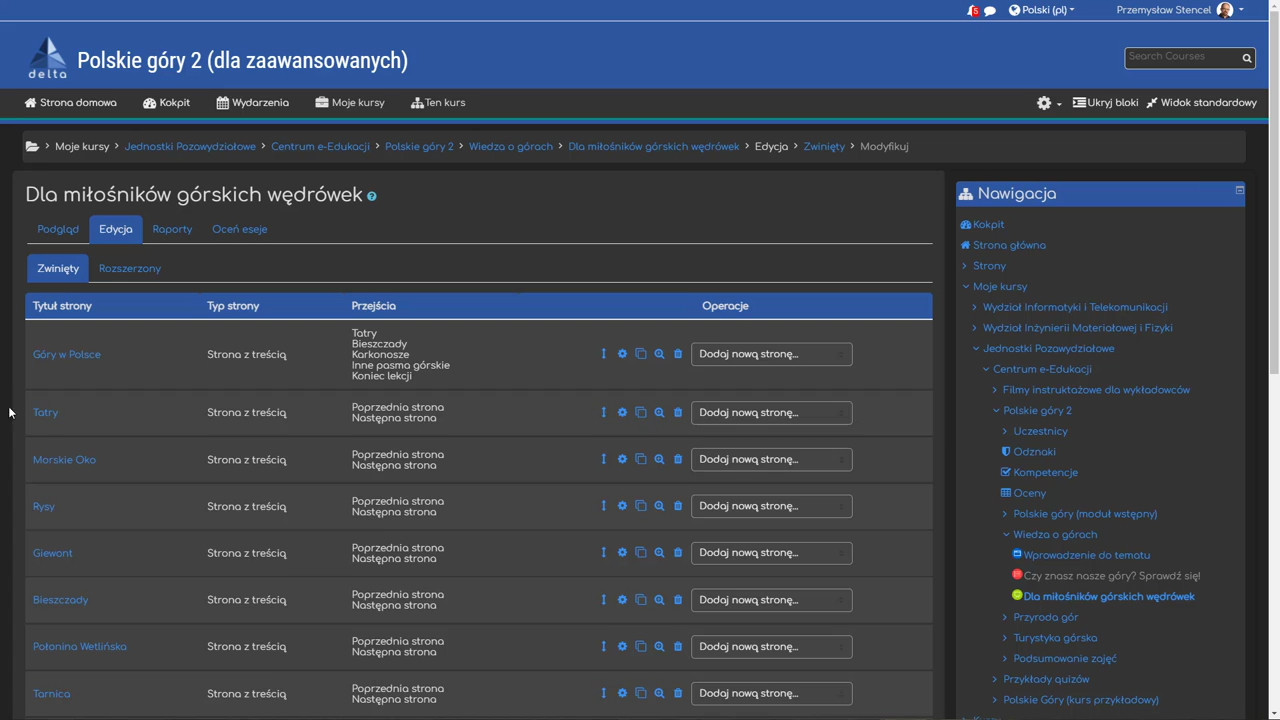 5
Polski (pl)
Przemysław Stencel
delta
Polskie góry 2 (dla zaawansowanych)
Search Courses
Strona domowa
Kokpit
Wydarzenia
Moje kursy
Ten kurs
Ukryj bloki
Widok standardowy
Moje kursy > Jednostki Pozawydziałowe > Centrum e-Edukacji > Polskie góry 2 > Wiedza o górach > Dla miłośników górskich wędrówek > Edycja > Zwinięty > Modyfikuj
Dla miłośników górskich wędrówek
Podgląd Edycja Raporty Oceń eseje
Zwinięty Rozszerzony
Tytuł strony Typ strony Przejścia Operacje
Góry w Polsce Strona z treścią
Tatry
Bieszczady
Karkonosze
Inne pasma górskie
Koniec lekcji
Dodaj nową stronę...
Tatry Strona z treścią
Poprzednia strona
Następna strona
Dodaj nową stronę...
Morskie Oko Strona z treścią
Poprzednia strona
Następna strona
Dodaj nową stronę...
Rysy Strona z treścią
Poprzednia strona
Następna strona
Dodaj nową stronę...
Giewont Strona z treścią
Poprzednia strona
Następna strona
Dodaj nową stronę...
Bieszczady Strona z treścią
Poprzednia strona
Następna strona
Dodaj nową stronę...
Połonina Wetlińska Strona z treścią
Poprzednia strona
Następna strona
Dodaj nową stronę...
Tarnica Strona z treścią
Poprzednia strona
Następna strona
Dodaj nową stronę...
Nawigacja
Kokpit
Strona główna
Strony
Moje kursy
Wydział Informatyki i Telekomunikacji
Wydział Inżynierii Materiałowej i Fizyki
Jednostki Pozawydziałowe
Centrum e-Edukacji
Filmy instruktażowe dla wykładowców
Polskie góry 2
Uczestnicy
Odznaki
Kompetencje
Oceny
Polskie góry (moduł wstępny)
Wiedza o górach
Wprowadzenie do tematu
Czy znasz nasze góry? Sprawdź się!
Dla miłośników górskich wędrówek
Przyroda gór
Turystyka górska
Podsumowanie zajęć
Przykłady quizów
Polskie Góry (kurs przykładowy)